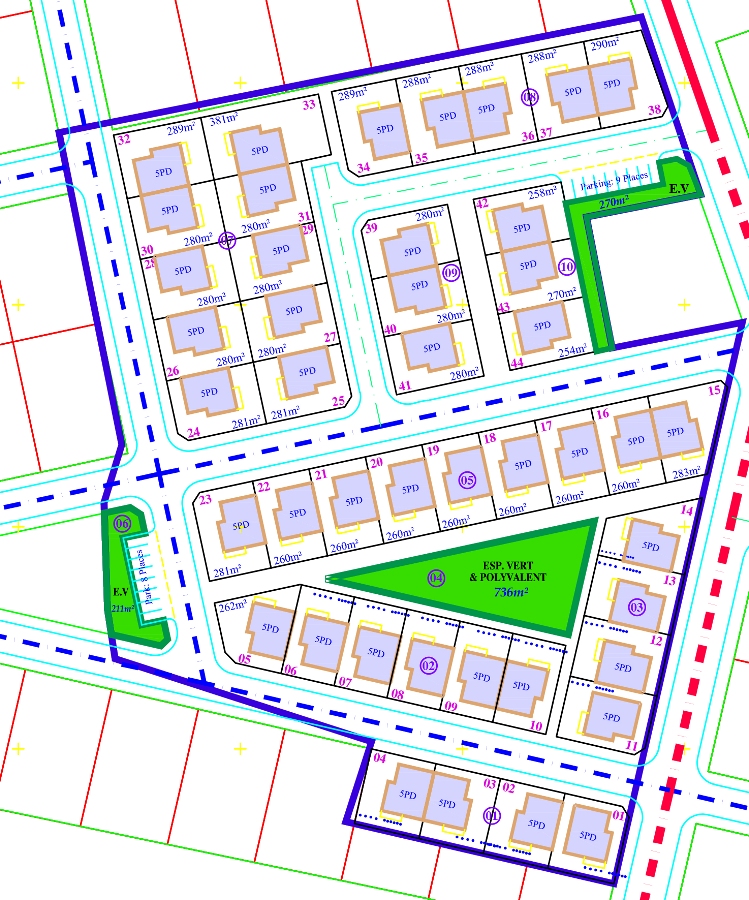 290m²
288m²
288m²
288m²
289m²
08
5PD
5PD
5PD
5PD
5PD
33
38
36
37
35
34
32
289m²
381m²
5PD
5PD
5PD
5PD
31
29
30
28
280m²
280m²
07
5PD
5PD
280m²
280m²
5PD
5PD
27
26
280m²
280m²
5PD
5PD
25
24
281m²
281m²
Parking: 9 Places
E.V
270m²
39
280m²
5PD
09
5PD
40
280m²
5PD
41
280m²
42
258m²
5PD
10
5PD
43
270m²
5PD
44
254m²
15
16
17
18
19
20
21
22
23
5PD
5PD
5PD
5PD
5PD
05
5PD
5PD
5PD
5PD
283m²
260m²
260m²
260m²
260m²
260m²
260m²
260m²
281m²
06
Park: 8 Places
E.V
211m²
04
ESP. VERT
& POLYVALENT
736m²
14
5PD
13
03
12
5PD
5PD
11
262m²
5PD
5PD
5PD
02
5PD
5PD
05
06
07
08
09
10
04
03
02
01
5PD
5PD
01
5PD
5PD